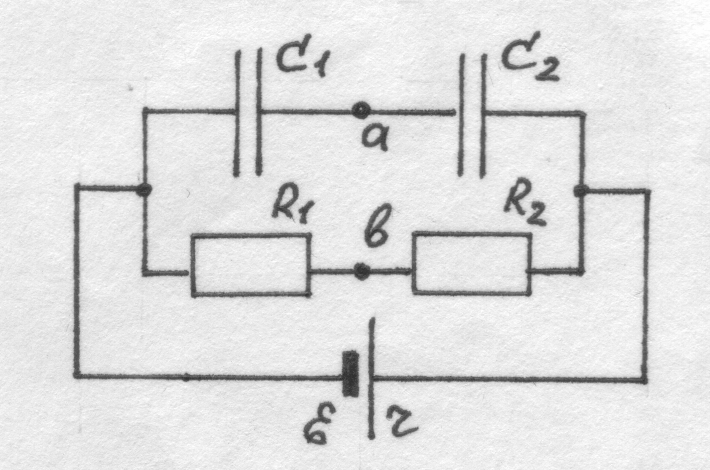 C1 C2
a
R1 в R2
ℰ r